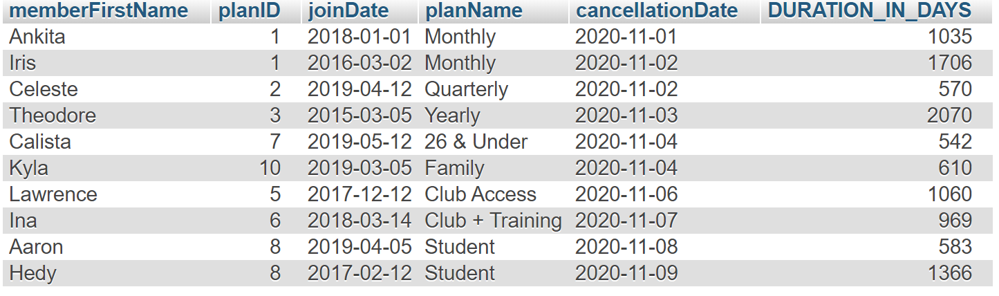 memberFirstName planID joinDate planName cancellationDate DURATION_IN_DAYS
Ankita 1 2018-01-01 Monthly 2020-11-01 1035
Iris 1 2016-03-02 Monthly 2020-11-02 1706
Celeste 2 2019-04-12 Quarterly 2020-11-02 570
Theodore 3 2015-03-05 Yearly 2020-11-03 2070
Calista 7 2019-05-12 26 & Under 2020-11-04 542
Kyla 10 2019-03-05 Family 2020-11-04 610
Lawrence 5 2017-12-12 Club Access 2020-11-06 1060
Ina 6 2018-03-14 Club + Training 2020-11-07 969
Aaron 8 2019-04-05 Student 2020-11-08 583
Hedy 8 2017-02-12 Student 2020-11-09 1366